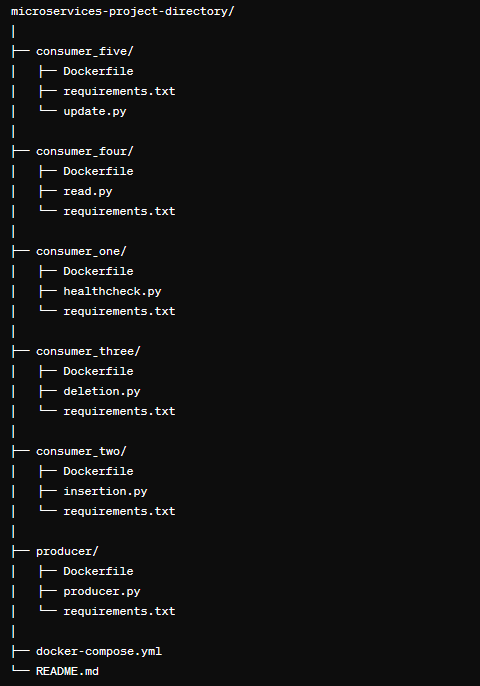 microservices-project-directory/
│
├── consumer_five/
│   ├── Dockerfile
│   ├── requirements.txt
│   └── update.py
│
├── consumer_four/
│   ├── Dockerfile
│   ├── read.py
│   └── requirements.txt
│
├── consumer_one/
│   ├── Dockerfile
│   ├── healthcheck.py
│   └── requirements.txt
│
├── consumer_three/
│   ├── Dockerfile
│   ├── deletion.py
│   └── requirements.txt
│
├── consumer_two/
│   ├── Dockerfile
│   ├── insertion.py
│   └── requirements.txt
│
├── producer/
│   ├── Dockerfile
│   ├── producer.py
│   └── requirements.txt
│
├── docker-compose.yml
└── README.md